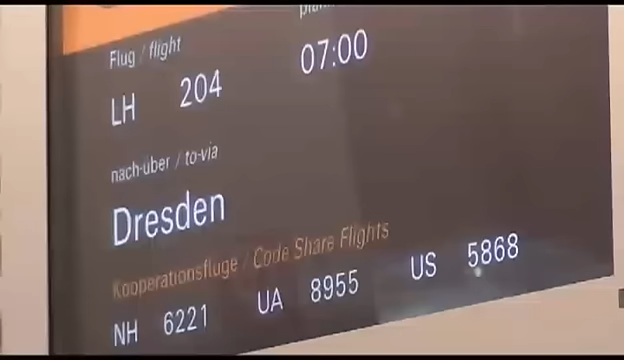 Flug / flight
LH 204 07:00
nach-über / to-via
Dresden
Kooperationsflüge / Code Share Flights
NH 6221 UA 8955 US 5868